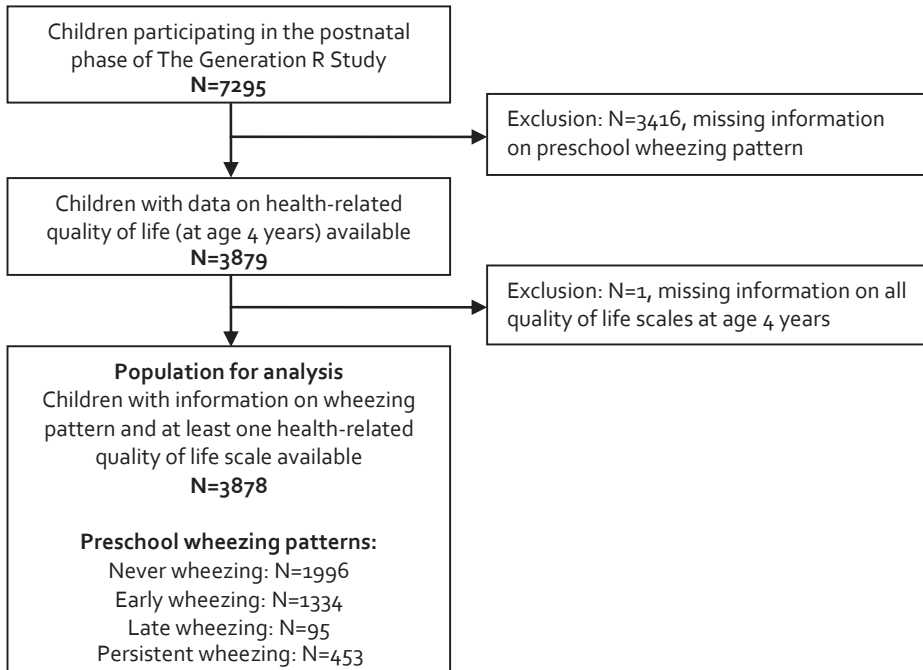 Children participating in the postnatal
phase of The Generation R Study
N=7295
Exclusion: N=3416, missing information
on preschool wheezing pattern
Children with data on health-related
quality of life (at age 4 years) available
N=3879
Exclusion: N=1, missing information on all
quality of life scales at age 4 years
Population for analysis
Children with information on wheezing
pattern and at least one health-related
quality of life scale available
N=3878
Preschool wheezing patterns:
Never wheezing: N=1996
Early wheezing: N=1334
Late wheezing: N=95
Persistent wheezing: N=453